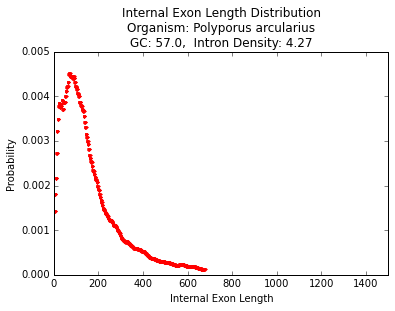 Internal Exon Length Distribution
Organism: Polyporus arcularius
GC: 57.0,  Intron Density: 4.27
0.005
0.004
0.003
0.002
0.001
0.000
Probability
0
200
400
600
800
1000
1200
1400
Internal Exon Length